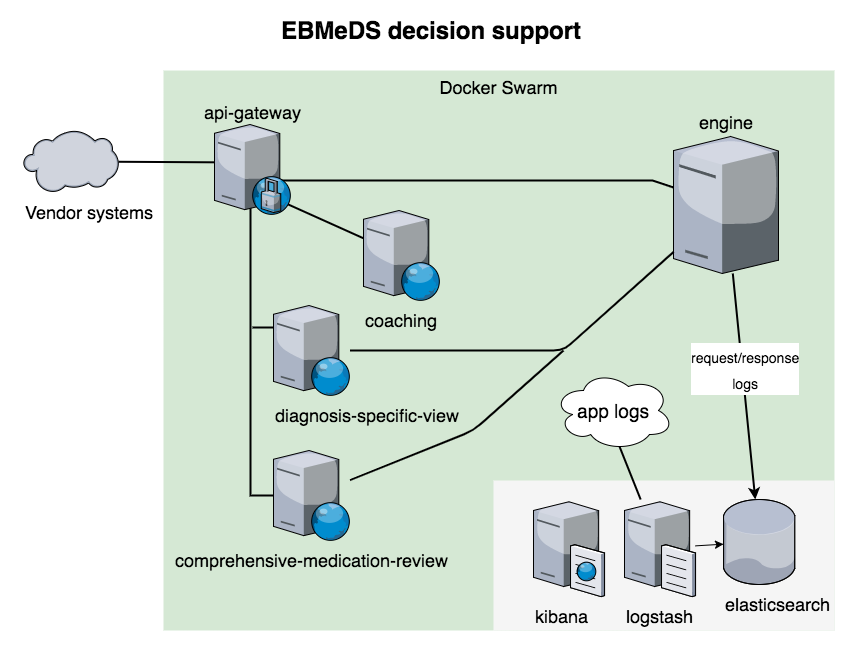 EBMeDS decision support
Docker Swarm
api-gateway
engine
Vendor systems
coaching
request/response
logs
diagnosis-specific-view
app logs
comprehensive-medication-review
kibana
logstash
elasticsearch